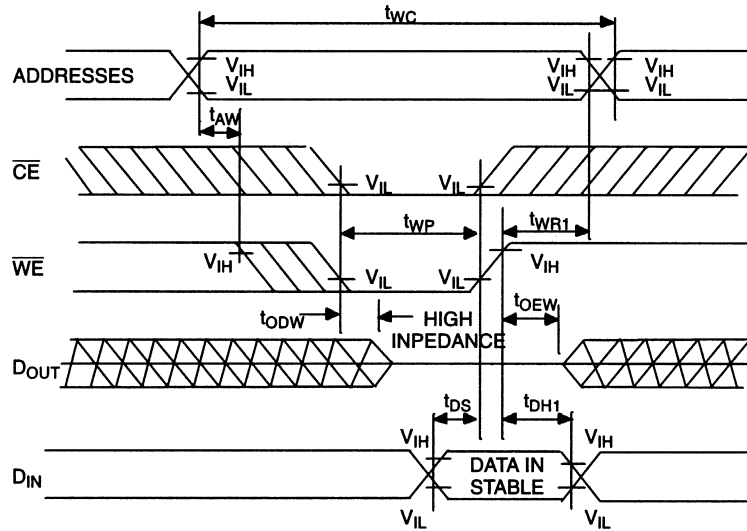 tWC
ADDRESSES
VIH VIH VIH
VIL VIL VIL
tAW
CE VIL VIL
tWP tWR1
WE VIH VIL VIL VIH
tODW HIGH tOEW
INPEDANCE
DOUT
tDS tDH1
VIH VIH
DIN DATA IN
STABLE
VIL VIL